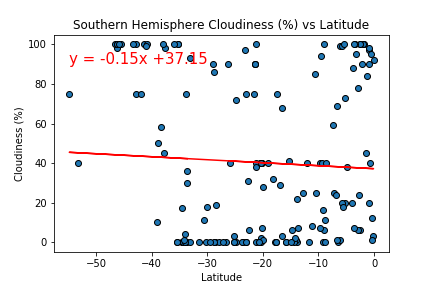 Southern Hemisphere Cloudiness (%) vs Latitude
100
y = -0.15x +37.15
80
60
40
20
0
Cloudiness (%)
−50 −40 −30 −20 −10 0
Latitude